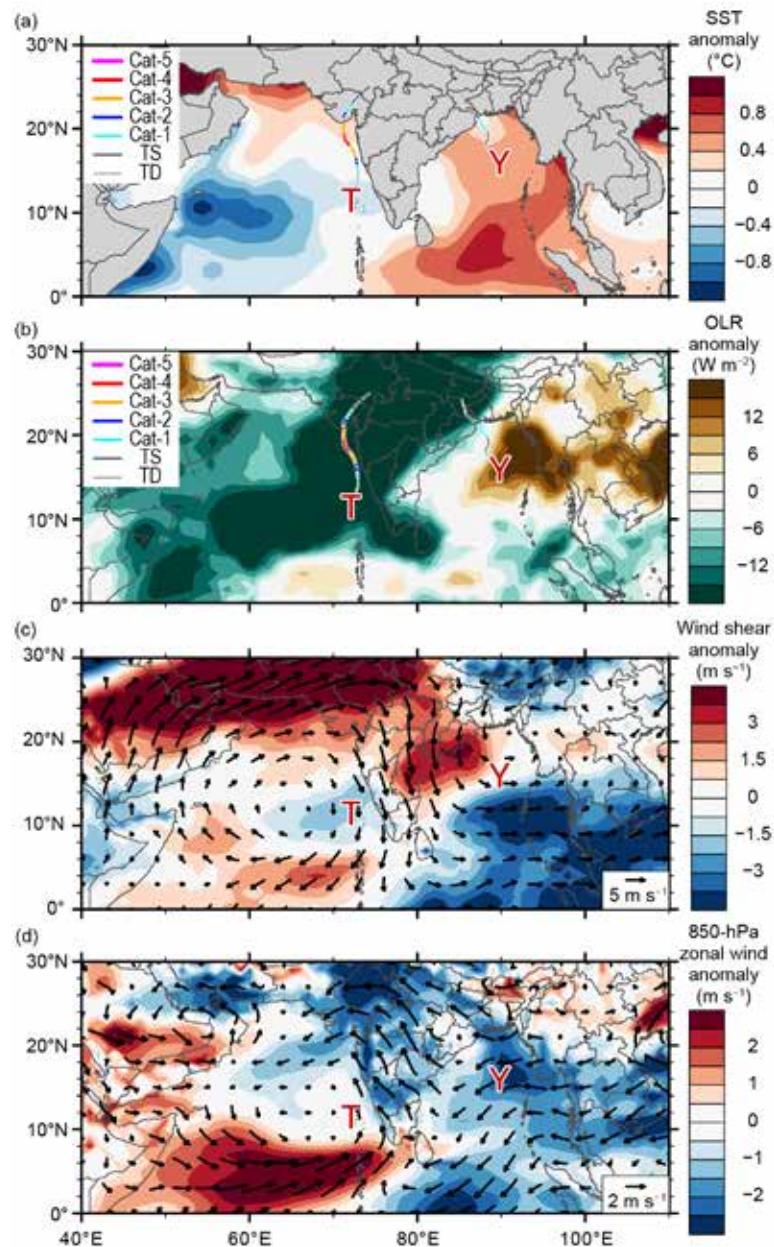 (a)
SST
anomaly
(°C)
30°N
20°N
10°N
0°
Cat-5
Cat-4
Cat-3
Cat-2
Cat-1
TS
TD
T
Y
0.8
0.4
0
−0.4
−0.8
(b)
OLR
anomaly
(W m⁻²)
30°N
20°N
10°N
0°
Cat-5
Cat-4
Cat-3
Cat-2
Cat-1
TS
TD
T
Y
12
6
0
−6
−12
(c)
Wind shear
anomaly
(m s⁻¹)
30°N
20°N
10°N
0°
T
Y
5 m s⁻¹
3
1.5
0
−1.5
−3
(d)
850-hPa
zonal wind
anomaly
(m s⁻¹)
30°N
20°N
10°N
0°
T
Y
2 m s⁻¹
2
1
0
−1
−2
40°E 60°E 80°E 100°E